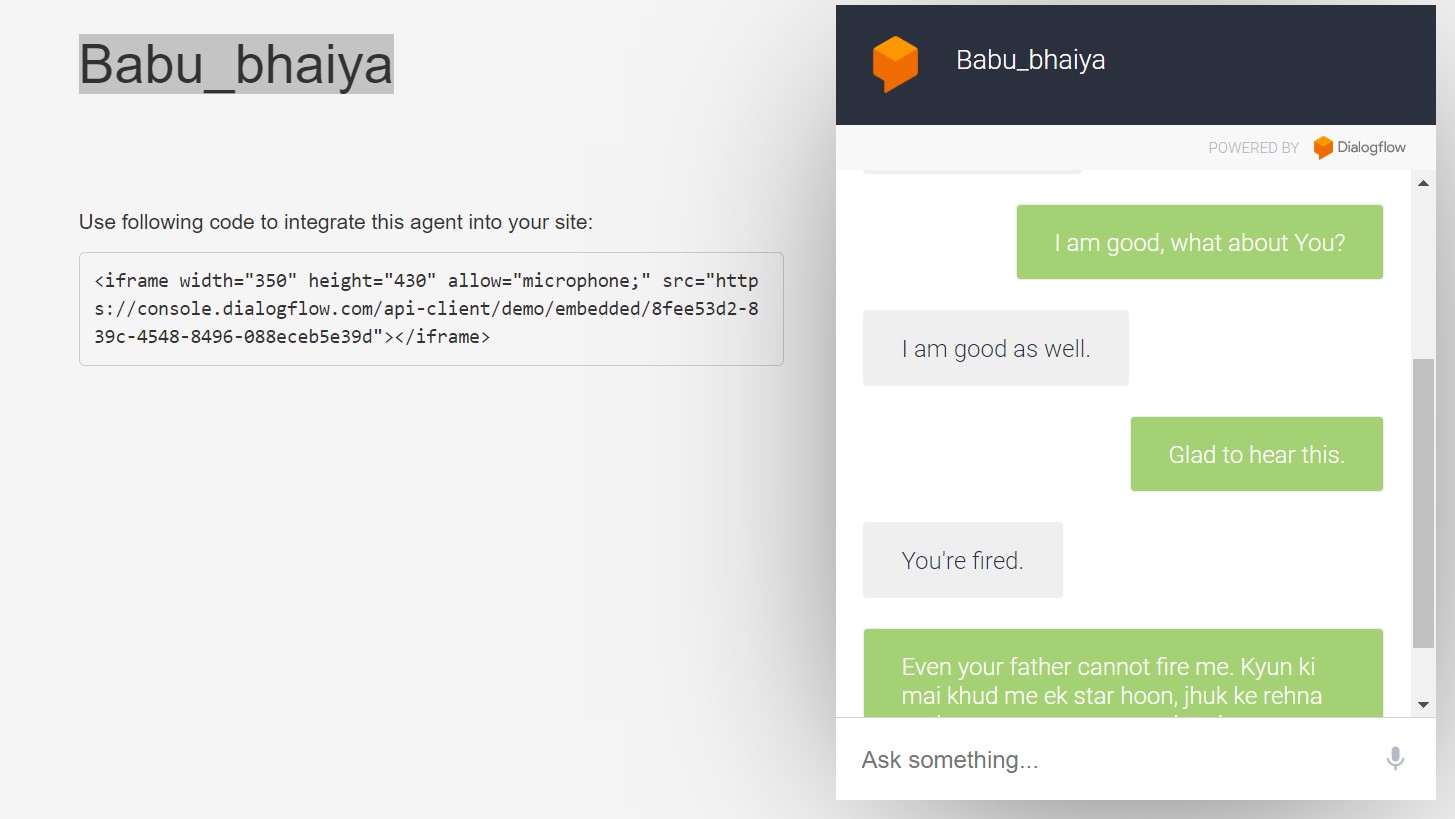 Babu_bhaiya
Use following code to integrate this agent into your site:
<iframe width="350" height="430" allow="microphone;" src="http
s://console.dialogflow.com/api-client/demo/embedded/8fee53d2-8
39c-4548-8496-088eceb5e39d"></iframe>
Babu_bhaiya
POWERED BY Dialogflow
I am good, what about You?
I am good as well.
Glad to hear this.
You're fired.
Even your father cannot fire me. Kyun ki
mai khud me ek star hoon, jhuk ke rehna
Ask something...